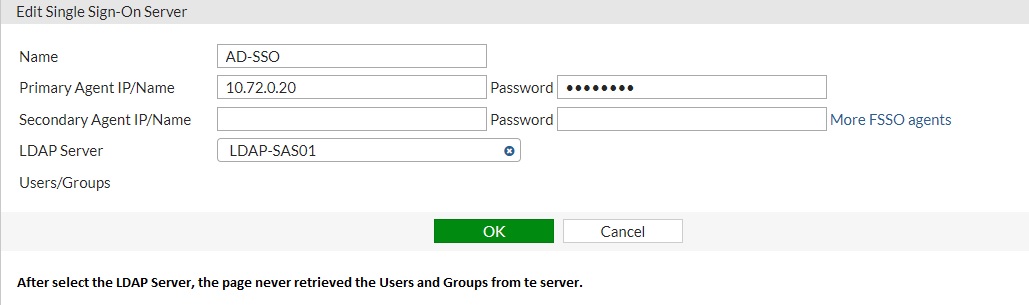 Edit Single Sign-On Server
Name AD-SSO
Primary Agent IP/Name 10.72.0.20 Password ••••••••
Secondary Agent IP/Name Password More FSSO agents
LDAP Server LDAP-SAS01
Users/Groups
OK Cancel
After select the LDAP Server, the page never retrieved the Users and Groups from te server.